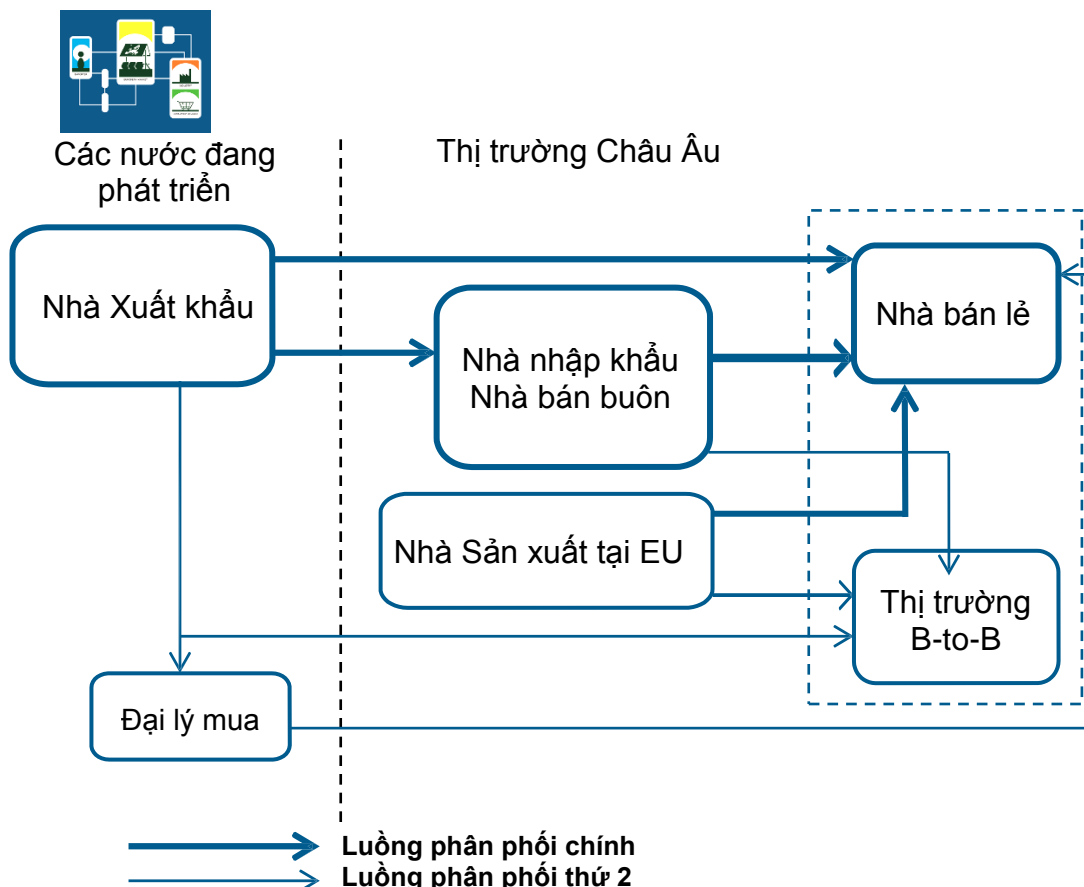 Các nước đang
phát triển
Thị trường Châu Âu
Nhà Xuất khẩu
Nhà bán lẻ
Nhà nhập khẩu
Nhà bán buôn
Nhà Sản xuất tại EU
Thị trường
B-to-B
Đại lý mua
Luồng phân phối chính
Luồng phân phối thứ 2